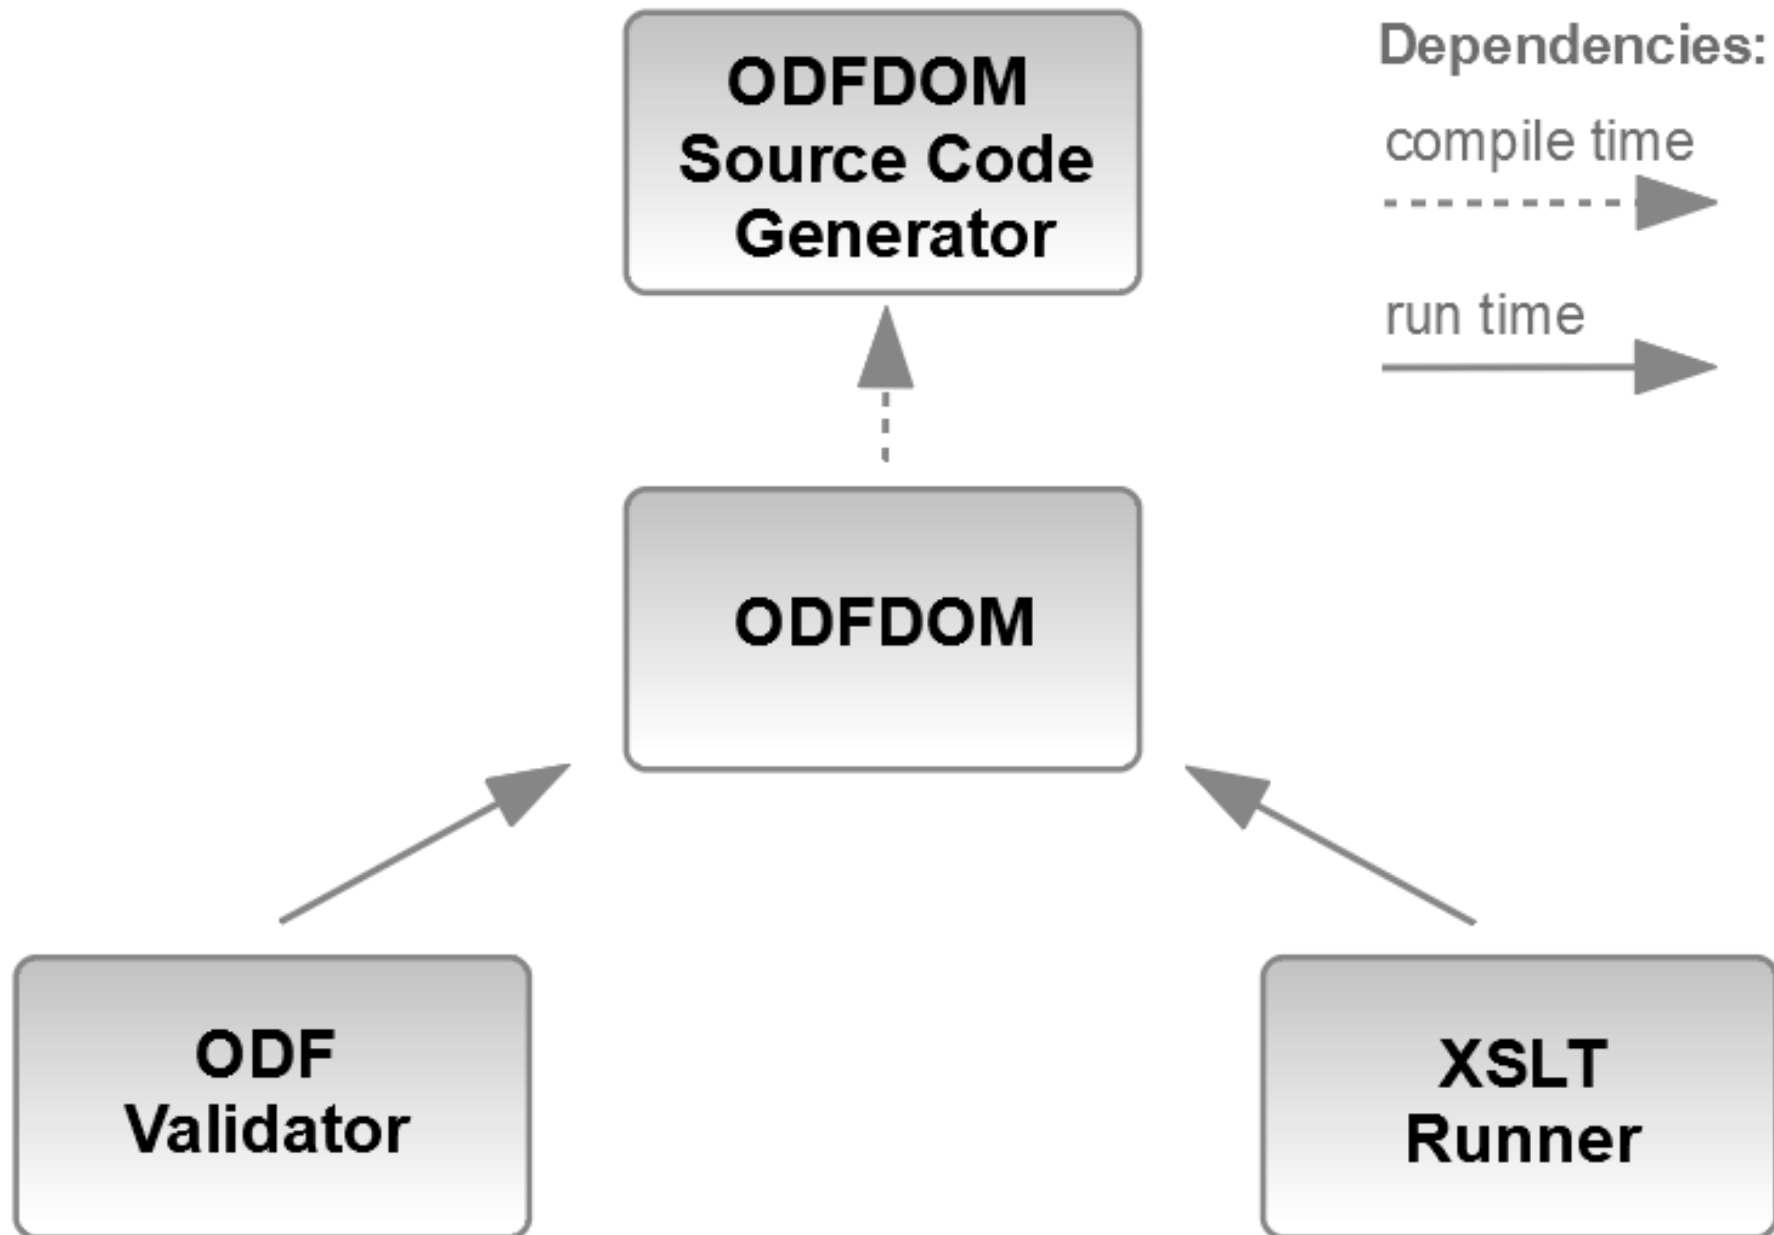 ODFDOM
Source Code
Generator
Dependencies:
compile time
run time
ODFDOM
ODF
Validator
XSLT
Runner